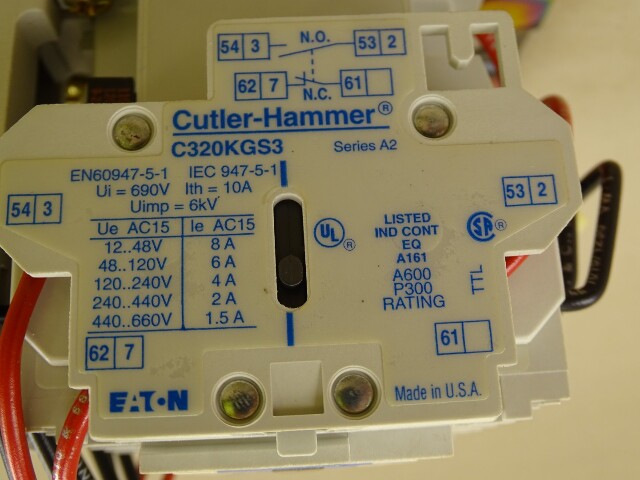 54 3 N.O. 53 2
62 7 N.C. 61
Cutler-Hammer®
C320KGS3 Series A2
EN60947-5-1 IEC 947-5-1
Ui = 690V Ith = 10A
Uimp = 6kV
54 3
53 2
Ue AC15 Ie AC15
12..48V 8 A
48..120V 6 A
120..240V 4 A
240..440V 2 A
440..660V 1.5 A
UL ®
LISTED
IND CONT
EQ
A161
A600
P300
RATING
SA ®
TTL
62 7
61
EATON
Made in U.S.A.